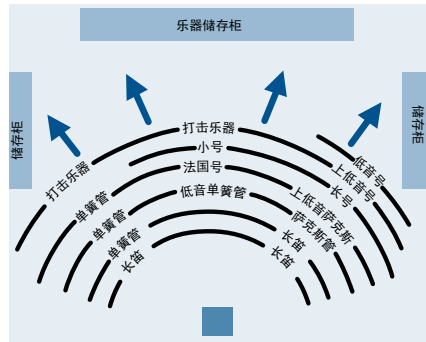 乐器储存柜
储存柜
储存柜
打击乐器
打击乐器
低音号
小号
上低音号
单簧管
法国号
长号
单簧管
低音单簧管
上低音萨克斯
单簧管
萨克斯管
长笛
长笛
长笛